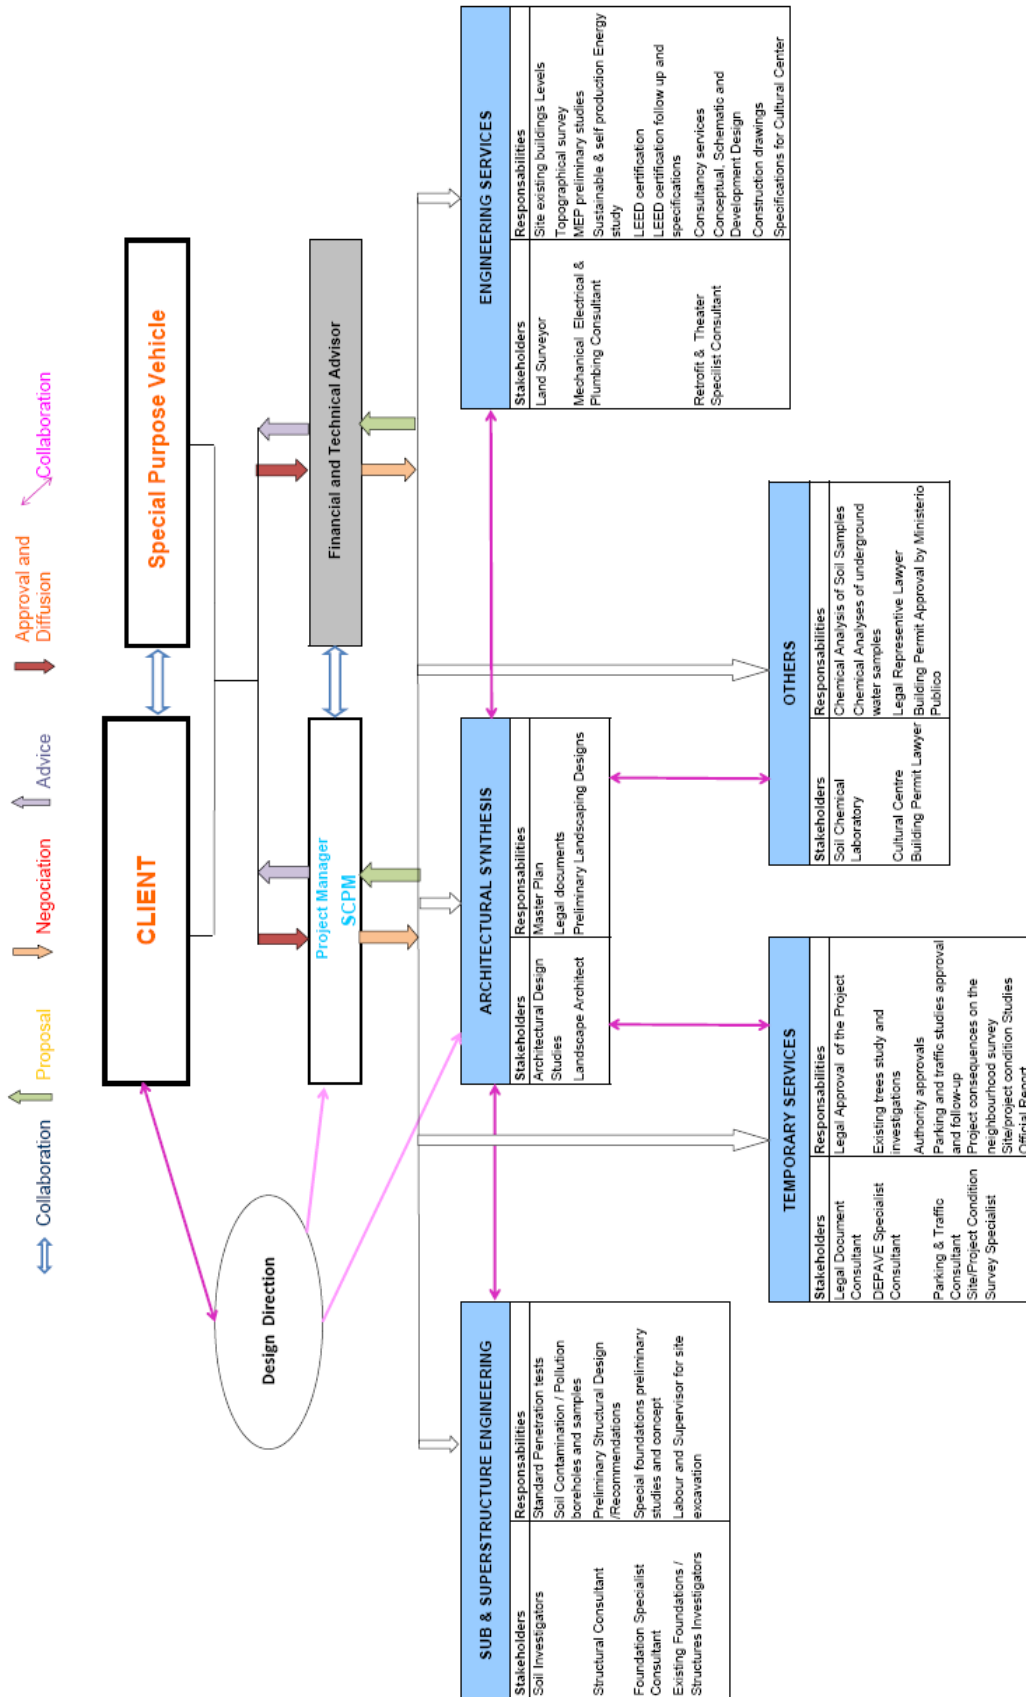 Collaboration
Proposal
Negociation
Advice
Approval and
Diffusion
Collaboration
CLIENT
Special Purpose Vehicle
Design Direction
Project Manager
SCPM
Financial and Technical Advisor
SUB & SUPERSTRUCTURE ENGINEERING
Stakeholders
Responsabilities
Soil Investigators
Standard Penetration tests
Soil Contamination / Pollution
boreholes and samples
Structural Consultant
Preliminary Structural Design
/Recommendations
Foundation Specialist
Consultant
Special foundations preliminary
studies and concept
Existing Foundations /
Structures Investigators
Labour and Supervisor for site
excavation
ARCHITECTURAL SYNTHESIS
Stakeholders
Responsabilities
Architectural Design
Studies
Master Plan
Legal documents
Landscape Architect
Preliminary Landscaping Designs
ENGINEERING SERVICES
Stakeholders
Responsabilities
Land Surveyor
Site existing buildings Levels
Topographical survey
Mechanical Electrical &
Plumbing Consultant
MEP preliminary studies
Sustainable & self production Energy
study
LEED certification
LEED certification follow up and
specifications
Retrofit & Theater
Specilist Consultant
Consultancy services
Conceptual, Schematic and
Development Design
Construction drawings
Specifications for Cultural Center
TEMPORARY SERVICES
Stakeholders
Responsabilities
Legal Document
Consultant
Legal Approval of the Project
DEPAVE Specialist
Consultant
Existing trees study and
investigations
Authority approvals
Parking & Traffic
Consultant
Parking and traffic studies approval
and follow-up
Site/Project Condition
Survey Specialist
Project consequences on the
neighbourhood survey
Site/project condition Studies
Official Report
OTHERS
Stakeholders
Responsabilities
Soil Chemical
Laboratory
Chemical Analysis of Soil Samples
Chemical Analyses of underground
water samples
Cultural Centre
Legal Representive Lawyer
Building Permit Lawyer
Building Permit Approval by Ministerio
Publico